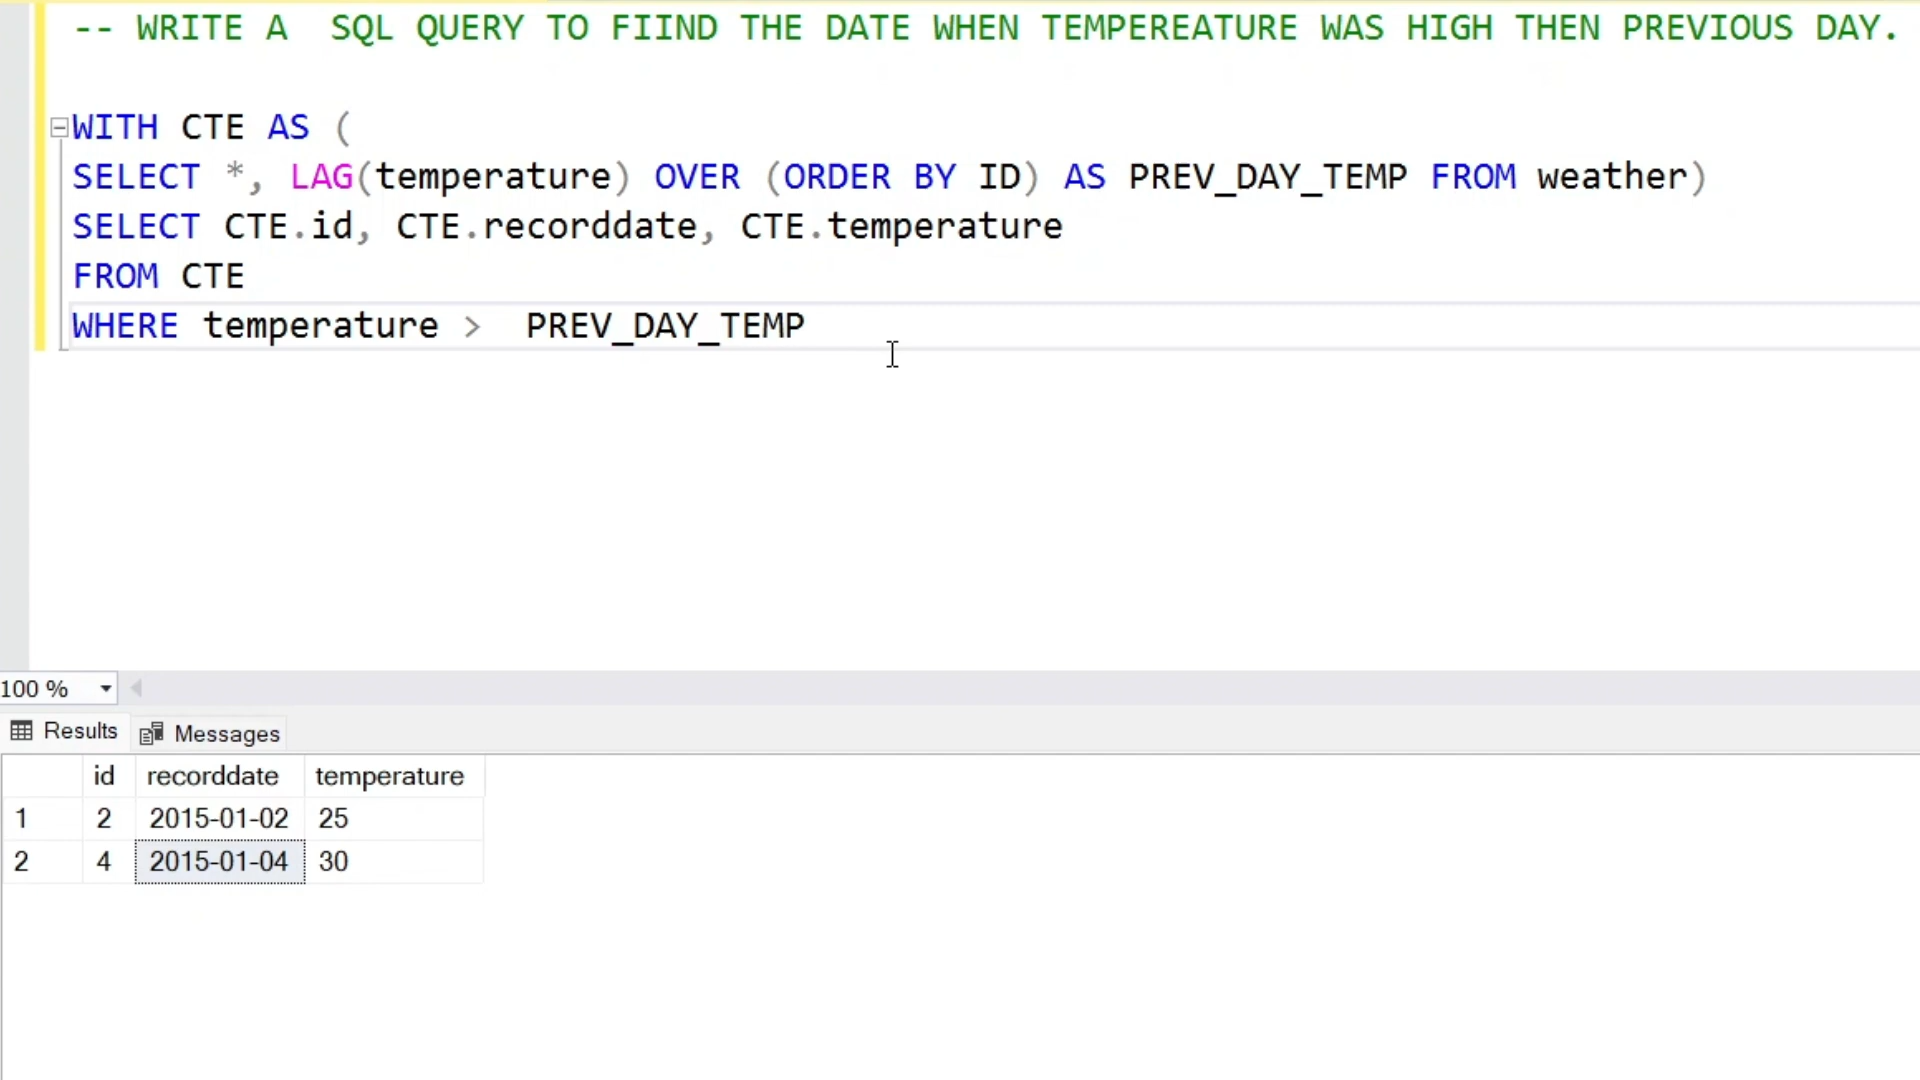 -- WRITE A  SQL QUERY TO FIIND THE DATE WHEN TEMPEREATURE WAS HIGH THEN PREVIOUS DAY.
WITH CTE AS (
SELECT *, LAG(temperature) OVER (ORDER BY ID) AS PREV_DAY_TEMP FROM weather)
SELECT CTE.id, CTE.recorddate, CTE.temperature
FROM CTE
WHERE temperature >  PREV_DAY_TEMP
100 %
Results Messages
id recorddate temperature
1 2 2015-01-02 25
2 4 2015-01-04 30